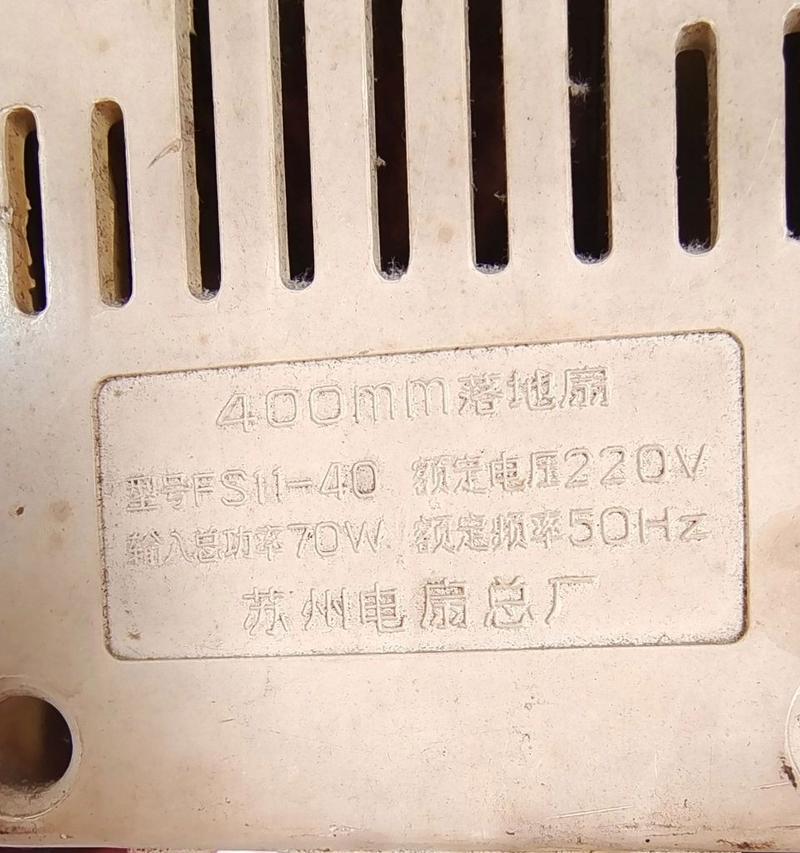 400mm落地扇
型号FS11-40 额定电压220V
输入总功率70W 额定频率50Hz
苏州电扇总厂